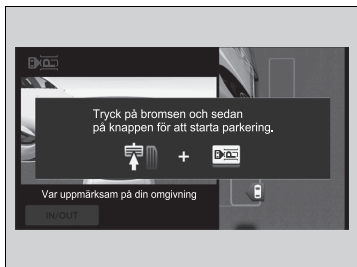 Tryck på bromsen och sedan
på knappen för att starta parkering.
+
Var uppmärksam på din omgivning
IN/OUT